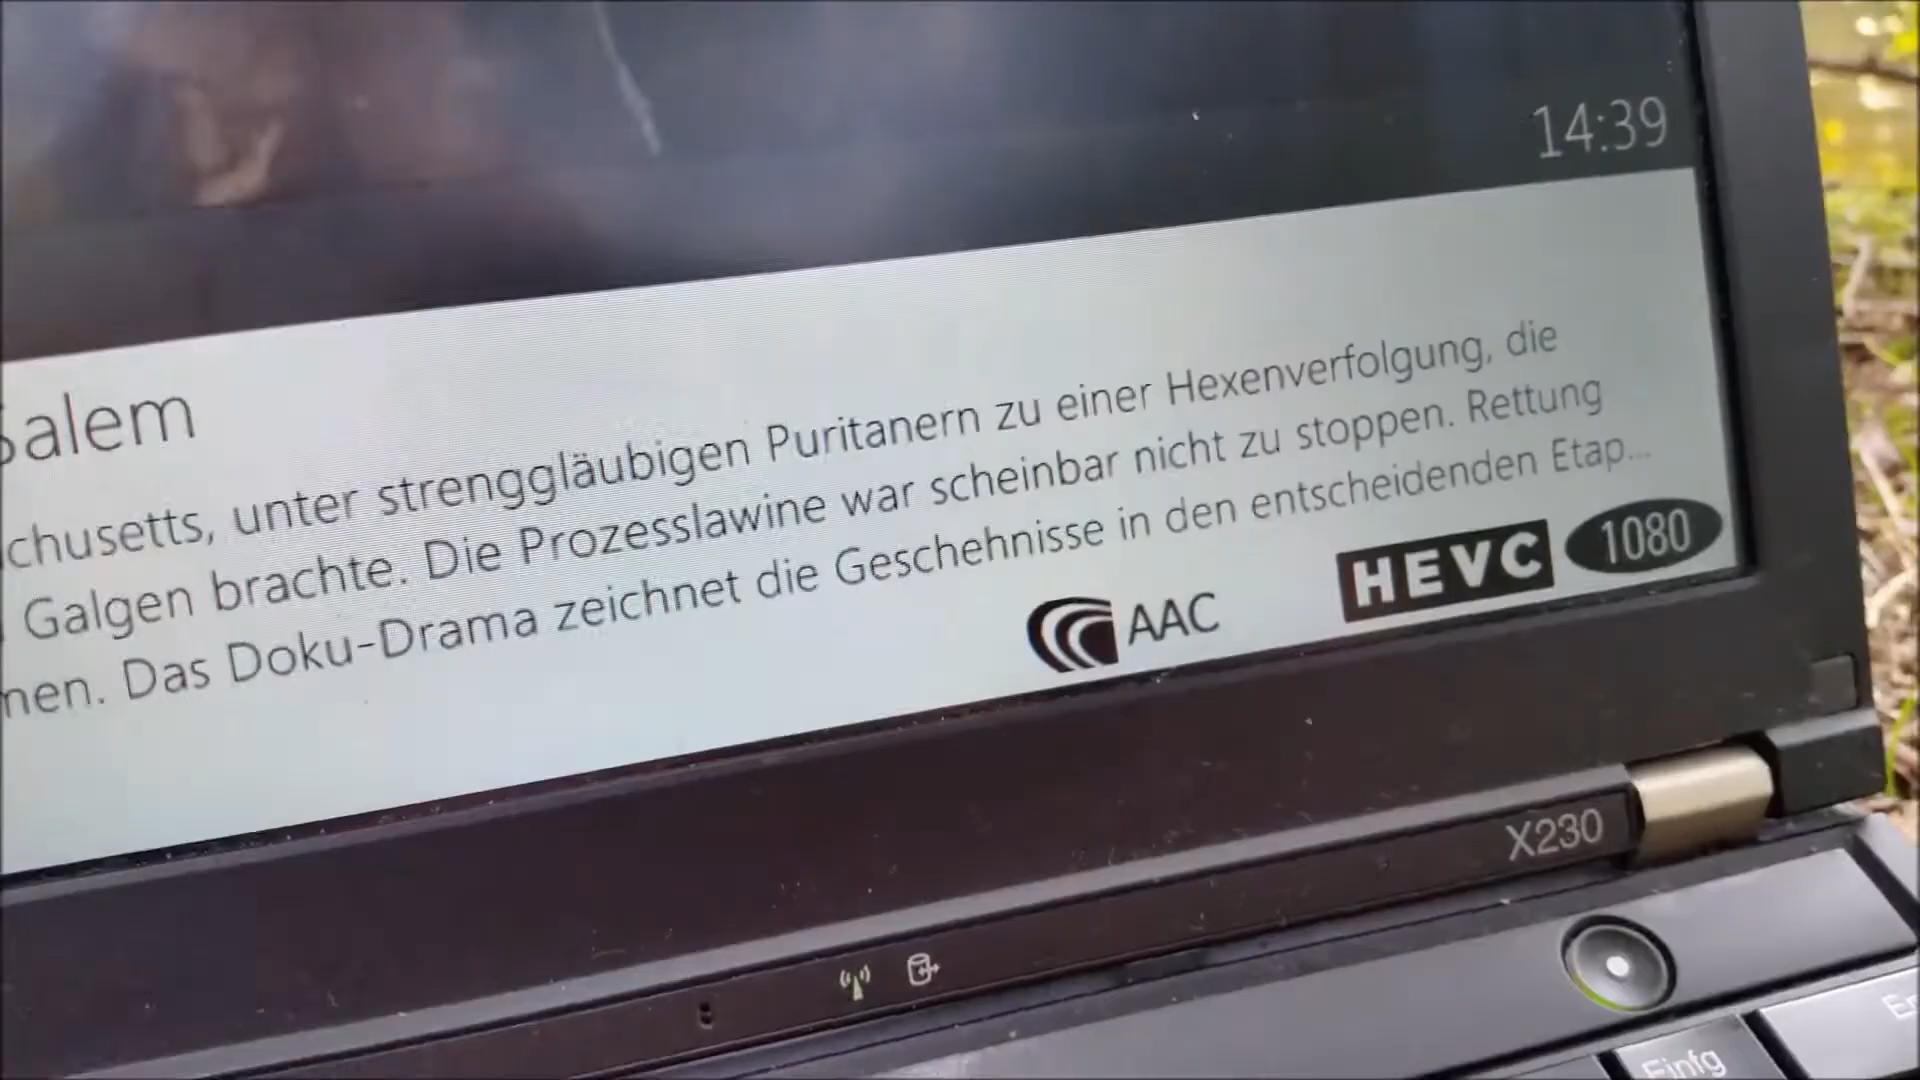 14:39
Salem
chusetts, unter strenggläubigen Puritanern zu einer Hexenverfolgung, die
Galgen brachte. Die Prozesslawine war scheinbar nicht zu stoppen. Rettung
nen. Das Doku-Drama zeichnet die Geschehnisse in den entscheidenden Etap...
AAC
HEVC
1080
X230
Einfg